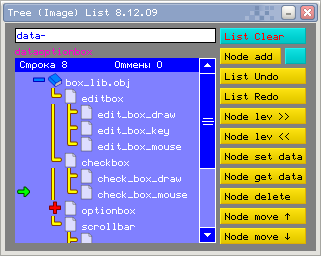 Tree (Image) List 8.12.09
data-
List Clear
dataoptionbox
Node add
Строка 8 Оммены 0
List Undo
box_lib.obj
editbox
List Redo
edit_box_draw
Node lev >>
edit_box_key
Node lev <<
edit_box_mouse
checkbox
Node set data
check_box_draw
Node get data
check_box_mouse
Node delete
optionbox
Node move ↑
scrollbar
Node move ↓